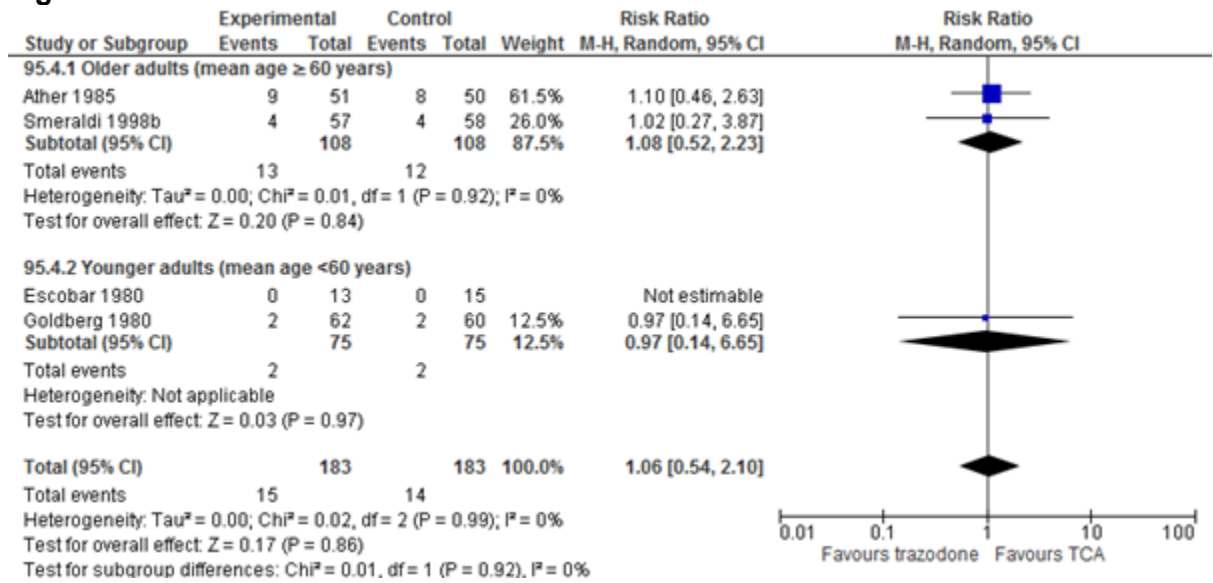 Experimental Control Risk Ratio Risk Ratio
Study or Subgroup Events Total Events Total Weight M-H, Random, 95% CI M-H, Random, 95% CI
95.4.1 Older adults (mean age ≥ 60 years)
Ather 1985 9 51 8 50 61.5% 1.10 [0.46, 2.63]
Smeraldi 1998b 4 57 4 58 26.0% 1.02 [0.27, 3.87]
Subtotal (95% CI) 108 108 87.5% 1.08 [0.52, 2.23]
Total events 13 12
Heterogeneity: Tau² = 0.00; Chi² = 0.01, df = 1 (P = 0.92); I² = 0%
Test for overall effect: Z = 0.20 (P = 0.84)
95.4.2 Younger adults (mean age <60 years)
Escobar 1980 0 13 0 15 Not estimable
Goldberg 1980 2 62 2 60 12.5% 0.97 [0.14, 6.65]
Subtotal (95% CI) 75 75 12.5% 0.97 [0.14, 6.65]
Total events 2 2
Heterogeneity: Not applicable
Test for overall effect: Z = 0.03 (P = 0.97)
Total (95% CI) 183 183 100.0% 1.06 [0.54, 2.10]
Total events 15 14
Heterogeneity: Tau² = 0.00; Chi² = 0.02, df = 2 (P = 0.99); I² = 0%
Test for overall effect: Z = 0.17 (P = 0.86)
Test for subgroup differences: Chi² = 0.01, df = 1 (P = 0.92), I² = 0%
0.01 0.1 1 10 100
Favours trazodone Favours TCA